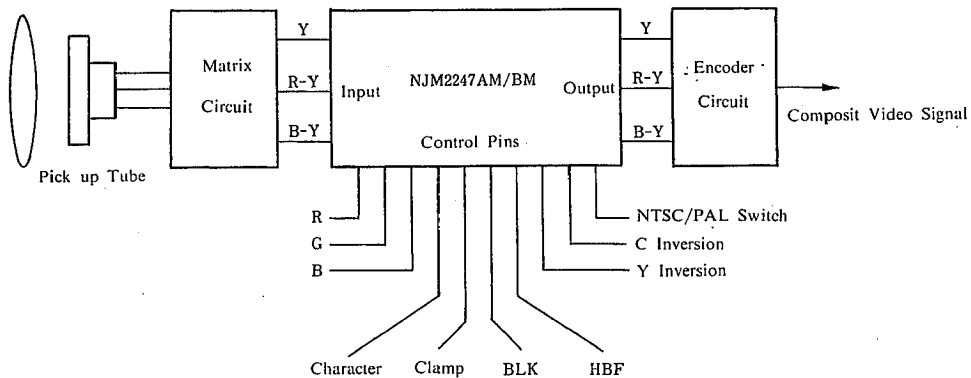 Y
Y
Matrix
Circuit
R-Y
Input
NJM2247AM/BM
Output
R-Y
Encoder
Circuit
Composit Video Signal
B-Y
Control Pins
B-Y
Pick up Tube
R
NTSC/PAL Switch
G
C Inversion
B
Y Inversion
Character
Clamp
BLK
HBF